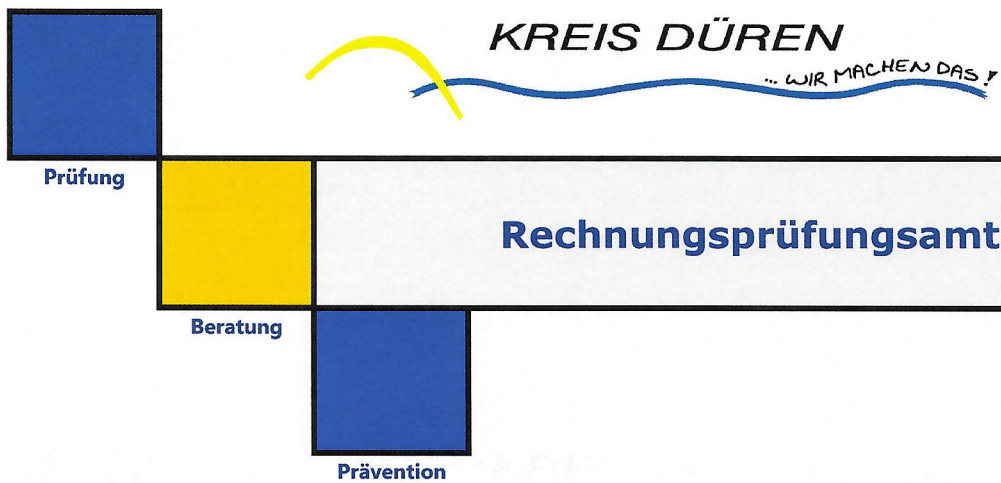 KREIS DÜREN
... WIR MACHEN DAS!
Prüfung
Rechnungsprüfungsamt
Beratung
Prävention